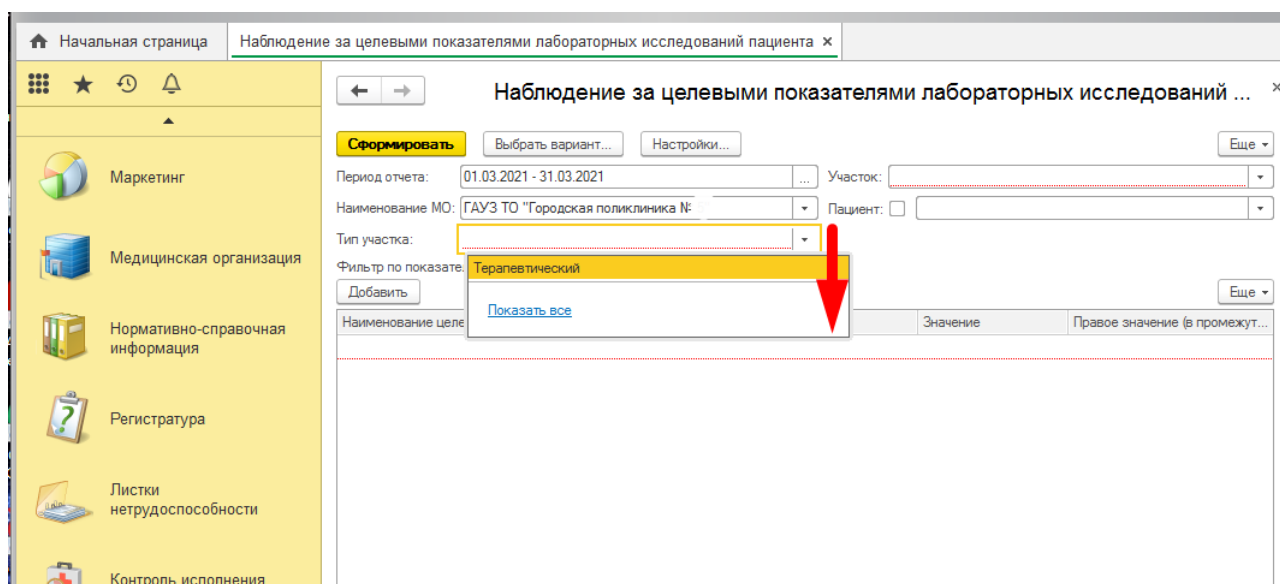 Начальная страница
Наблюдение за целевыми показателями лабораторных исследований пациента ×
Наблюдение за целевыми показателями лабораторных исследований ...
Маркетинг
Медицинская организация
Нормативно-справочная
информация
Регистратура
Листки
нетрудоспособности
Контроль исполнения
Сформировать
Выбрать вариант...
Настройки...
Еще
Период отчета: 01.03.2021 - 31.03.2021 ... Участок:
Наименование МО: ГАУЗ ТО "Городская поликлиника № Пациент:
Тип участка:
Терапевтический
Показать все
Фильтр по показате
Добавить
Еще
Наименование целе Значение Правое значение (в промежут...